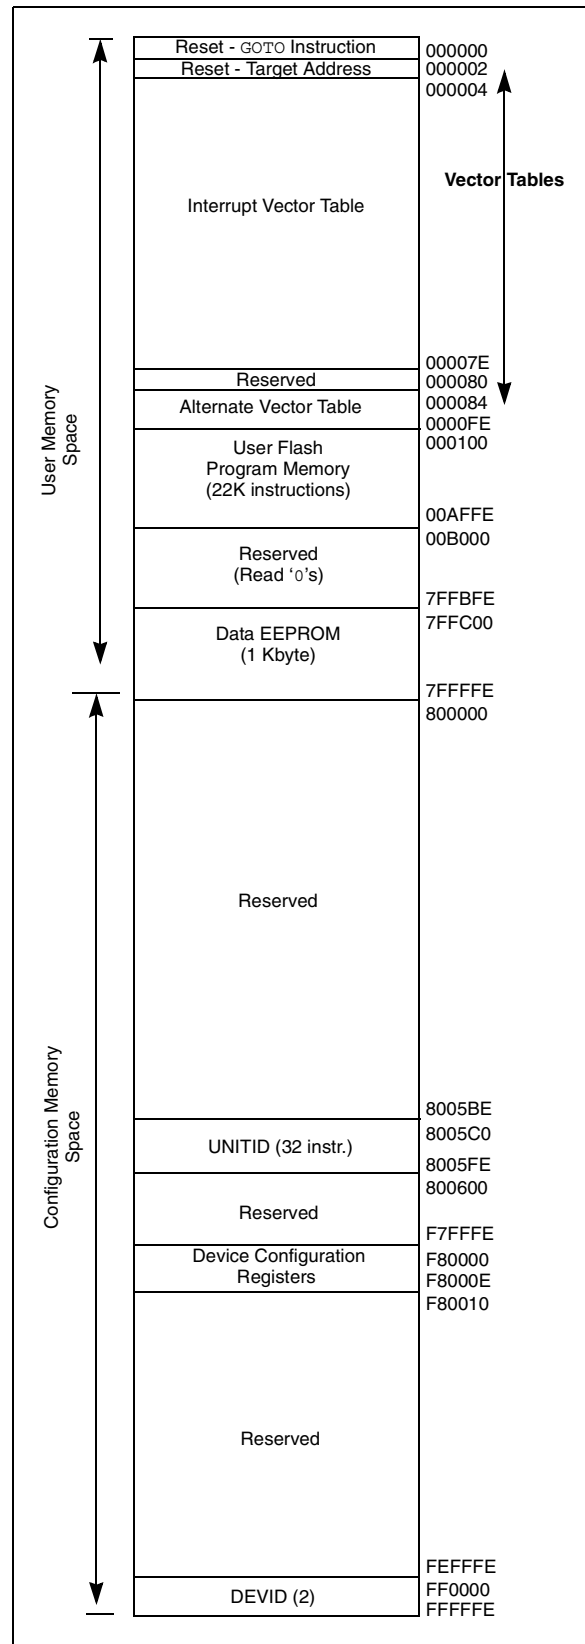 Reset - GOTO Instruction
000000
Reset - Target Address
000002
000004
Vector Tables
Interrupt Vector Table
00007E
Reserved
000080
Alternate Vector Table
000084
0000FE
User Memory
Space
User Flash
Program Memory
(22K instructions)
000100
00AFFE
00B000
Reserved
(Read ‘0’s)
7FFBFE
7FFC00
Data EEPROM
(1 Kbyte)
7FFFFE
800000
Reserved
Configuration Memory
Space
8005BE
8005C0
UNITID (32 instr.)
8005FE
800600
Reserved
F7FFFE
Device Configuration
Registers
F80000
F8000E
F80010
Reserved
FEFFFE
DEVID (2)
FF0000
FFFFFE